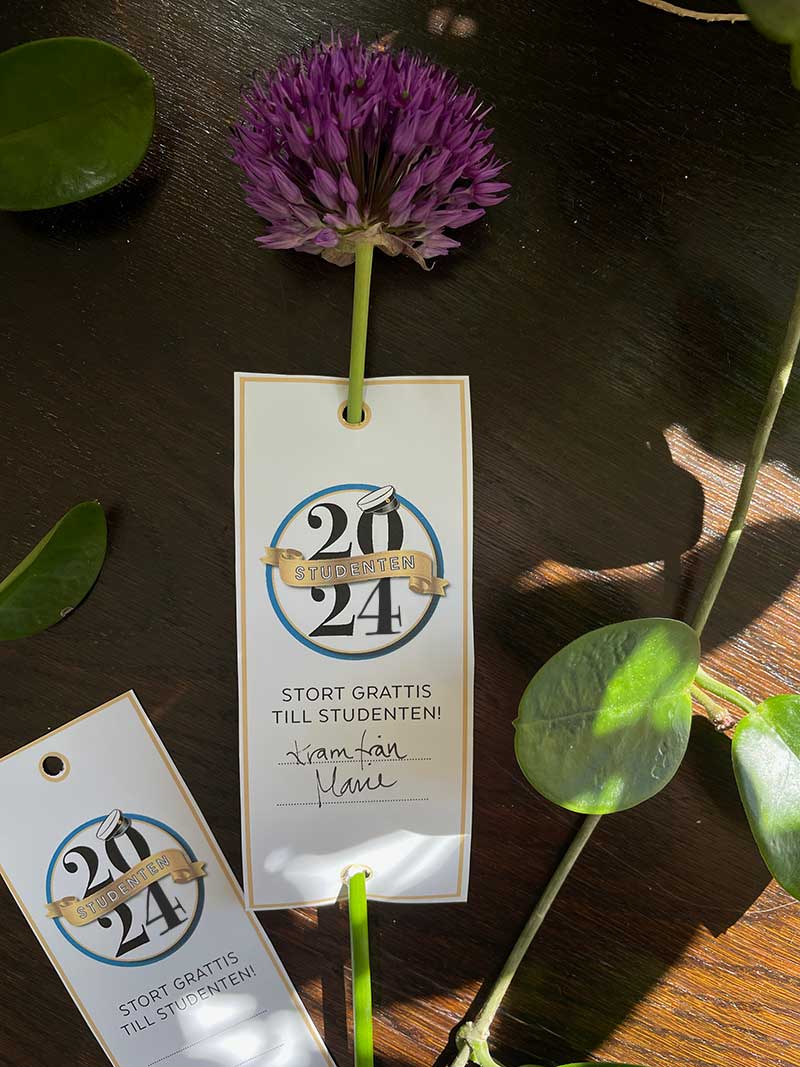 20
STUDENTEN
24
STORT GRATTIS
TILL STUDENTEN!
Kram från
Marie
20
STUDENTEN
24
STORT GRATTIS
TILL STUDENTEN!